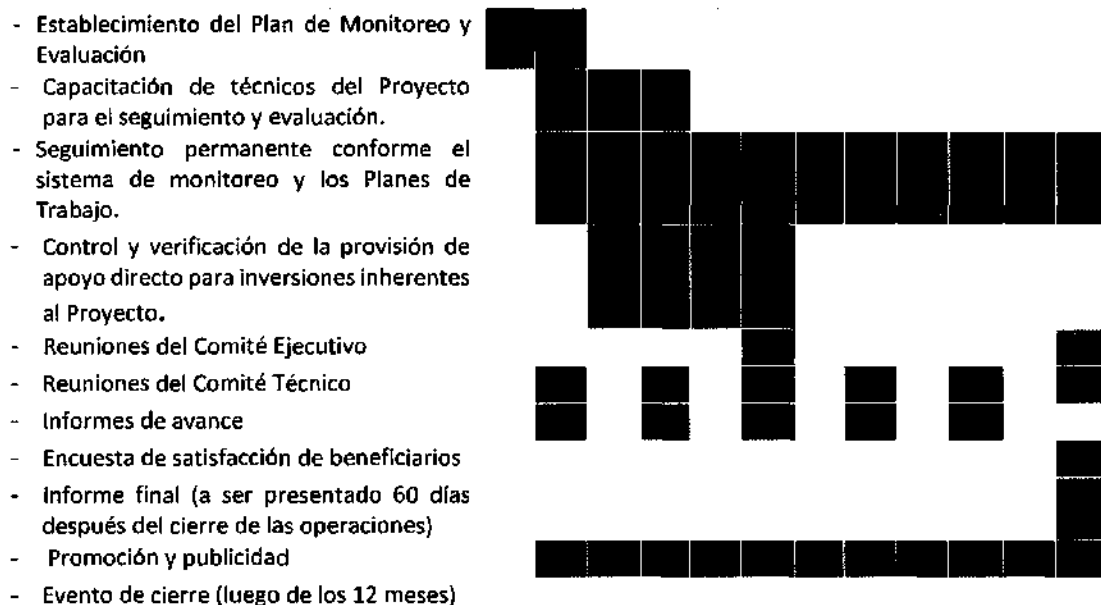 - Establecimiento del Plan de Monitoreo y
Evaluación
- Capacitación de técnicos del Proyecto
para el seguimiento y evaluación.
- Seguimiento permanente conforme el
sistema de monitoreo y los Planes de
Trabajo.
- Control y verificación de la provisión de
apoyo directo para inversiones inherentes
al Proyecto.
- Reuniones del Comité Ejecutivo
- Reuniones del Comité Técnico
- Informes de avance
- Encuesta de satisfacción de beneficiarios
- Informe final (a ser presentado 60 días
después del cierre de las operaciones)
- Promoción y publicidad
- Evento de cierre (luego de los 12 meses)